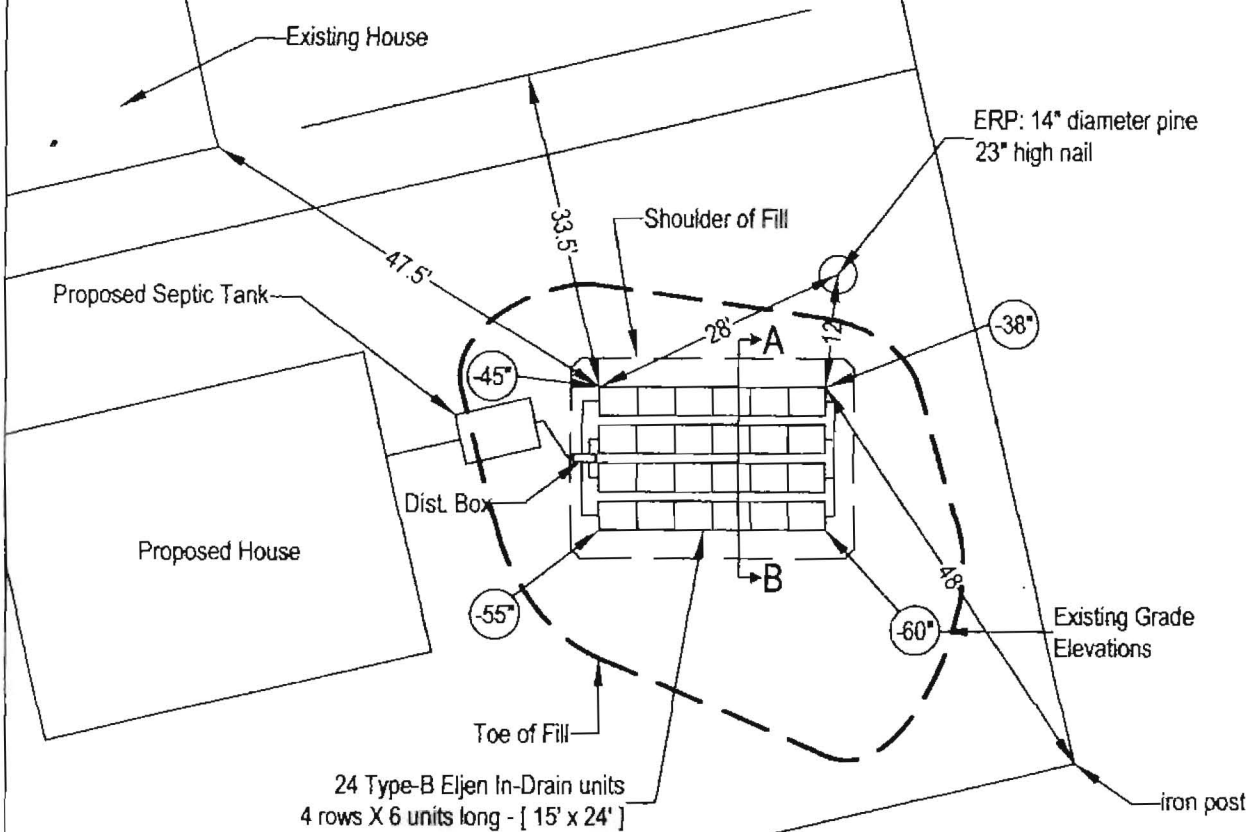 Existing House
ERP: 14" diameter pine
23" high nail
33.5'
Shoulder of Fill
47.5'
Proposed Septic Tank
28'
12'
A
-38"
-45"
Dist. Box
Proposed House
B
48'
-55"
-60"
Existing Grade
Elevations
Toe of Fill
24 Type-B Eljen In-Drain units
4 rows X 6 units long - [ 15' x 24' ]
iron post